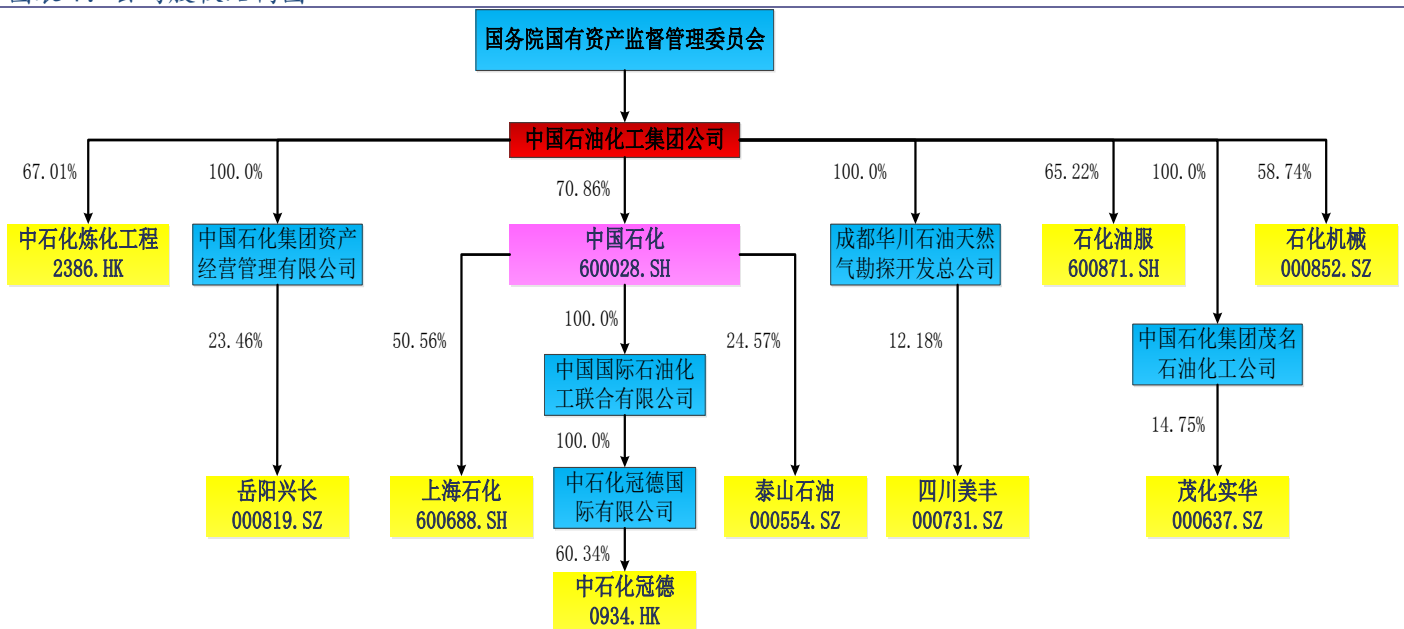 国务院国有资产监督管理委员会
中国石油化工集团公司
67.01%
100.0%
70.86%
100.0%
65.22%
100.0%
58.74%
中石化炼化工程
2386.HK
中国石化集团资产
经营管理有限公司
中国石化
600028.SH
成都华川石油天然
气勘探开发总公司
石化油服
600871.SH
石化机械
000852.SZ
23.46%
50.56%
100.0%
24.57%
12.18%
中国石化集团茂名
石油化工公司
中国国际石油化
工联合有限公司
14.75%
100.0%
岳阳兴长
000819.SZ
上海石化
600688.SH
中石化冠德国
际有限公司
泰山石油
000554.SZ
四川美丰
000731.SZ
茂化实华
000637.SZ
60.34%
中石化冠德
0934.HK